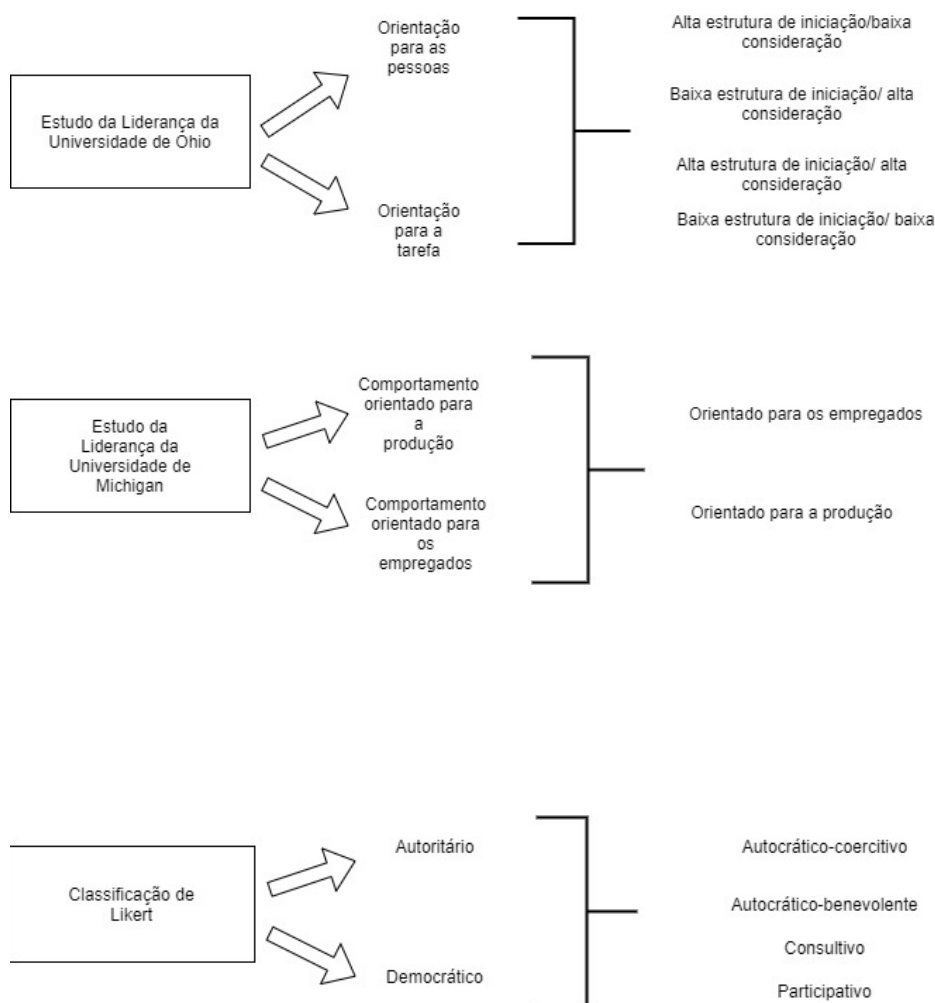 Estudo da Liderança da
Universidade de Ohio
Orientação
para as
pessoas
Orientação
para a
tarefa
Alta estrutura de iniciação/baixa
consideração
Baixa estrutura de iniciação/ alta
consideração
Alta estrutura de iniciação/ alta
consideração
Baixa estrutura de iniciação/ baixa
consideração
Estudo da
Liderança da
Universidade de
Michigan
Comportamento
orientado para
a
produção
Comportamento
orientado para
os
empregados
Orientado para os empregados
Orientado para a produção
Classificação de
Likert
Autoritário
Democrático
Autocrático-coercitivo
Autocrático-benevolente
Consultivo
Participativo